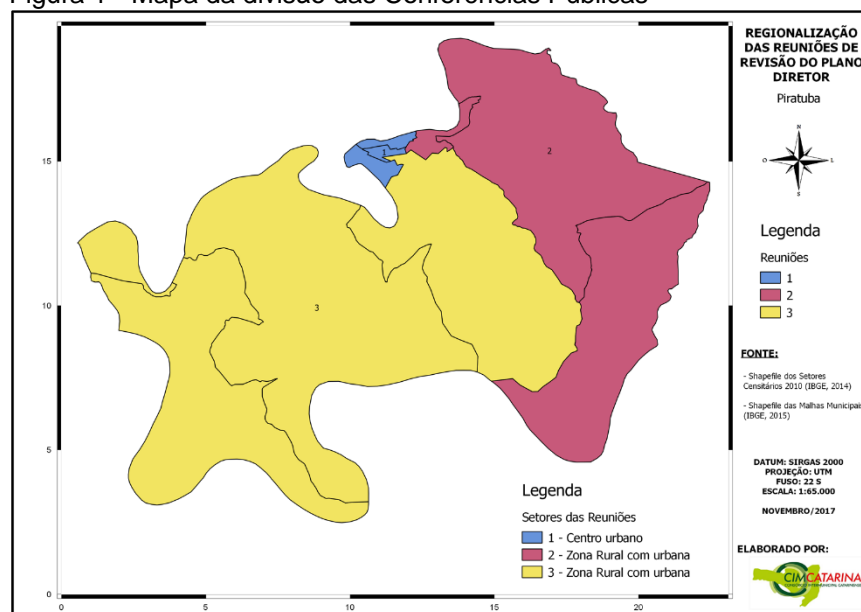 Figura 1 - Mapa da divisão das Conferências Públicas
REGIONALIZAÇÃO
DAS REUNIÕES DE
REVISÃO DO PLANO
DIRETOR
Piratuba
N
O
L
S
Legenda
Reuniões
1
2
3
FONTE:
- Shapefile dos Setores
Censitários 2010 (IBGE, 2014)
- Shapefile das Malhas Municipais
(IBGE, 2015)
DATUM: SIRGAS 2000
PROJEÇÃO: UTM
FUSO: 22 S
ESCALA: 1:65.000
NOVEMBRO/2017
ELABORADO POR:
CIMCATARINA
1
2
3
Legenda
Setores das Reuniões
1 - Centro urbano
2 - Zona Rural com urbana
3 - Zona Rural com urbana
15
10
5
0
0 5 10 15 20